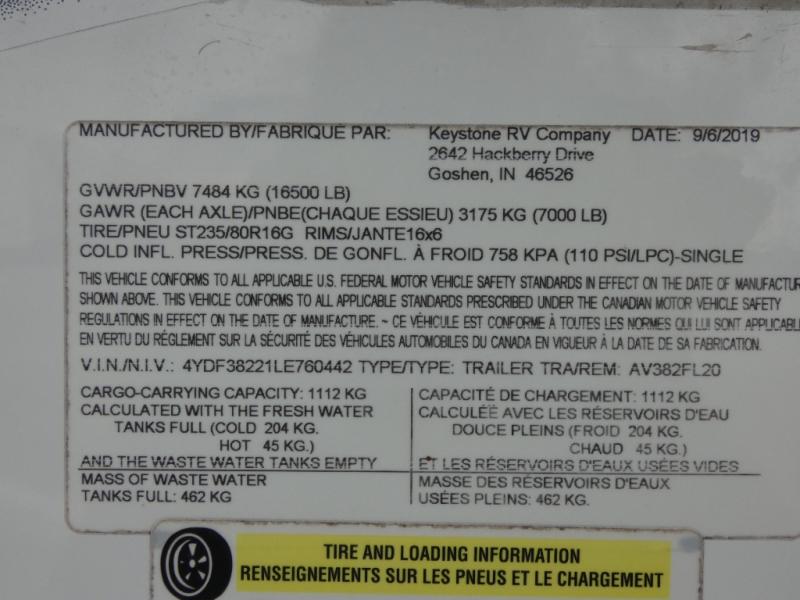 MANUFACTURED BY/FABRIQUÉ PAR: Keystone RV Company DATE: 9/6/2019
2642 Hackberry Drive
Goshen, IN 46526
GVWR/PNBV 7484 KG (16500 LB)
GAWR (EACH AXLE)/PNBE(CHAQUE ESSIEU) 3175 KG (7000 LB)
TIRE/PNEU ST235/80R16G RIMS/JANTE16x6
COLD INFL. PRESS/PRESS. DE GONFL. À FROID 758 KPA (110 PSI/LPC)-SINGLE
THIS VEHICLE CONFORMS TO ALL APPLICABLE U.S. FEDERAL MOTOR VEHICLE SAFETY STANDARDS IN EFFECT ON THE DATE OF MANUFACTUR
SHOWN ABOVE. THIS VEHICLE CONFORMS TO ALL APPLICABLE STANDARDS PRESCRIBED UNDER THE CANADIAN MOTOR VEHICLE SAFETY
REGULATIONS IN EFFECT ON THE DATE OF MANUFACTURE. ~ CE VÉHICULE EST CONFORME À TOUTES LES NORMES QUI LUI SONT APPLICABL
EN VERTU DU RÉGLEMENT SUR LA SÉCURITÉ DES VÉHICULES AUTOMOBILES DU CANADA EN VIGUEUR À LA DATE DE SA FABRICATION.
V.I.N./N.I.V.: 4YDF38221LE760442 TYPE/TYPE: TRAILER TRA/REM: AV382FL20
CARGO-CARRYING CAPACITY: 1112 KG
CALCULATED WITH THE FRESH WATER
TANKS FULL (COLD 204 KG.
HOT 45 KG.)
AND THE WASTE WATER TANKS EMPTY
MASS OF WASTE WATER
TANKS FULL: 462 KG
CAPACITÉ DE CHARGEMENT: 1112 KG
CALCULÉE AVEC LES RÉSERVOIRS D'EAU
DOUCE PLEINS (FROID 204 KG.
CHAUD 45 KG.)
ET LES RÉSERVOIRS D'EAUX USÉES VIDES
MASSE DES RÉSERVOIRS D'EAUX
USÉES PLEINS: 462 KG.
TIRE AND LOADING INFORMATION
RENSEIGNEMENTS SUR LES PNEUS ET LE CHARGEMENT